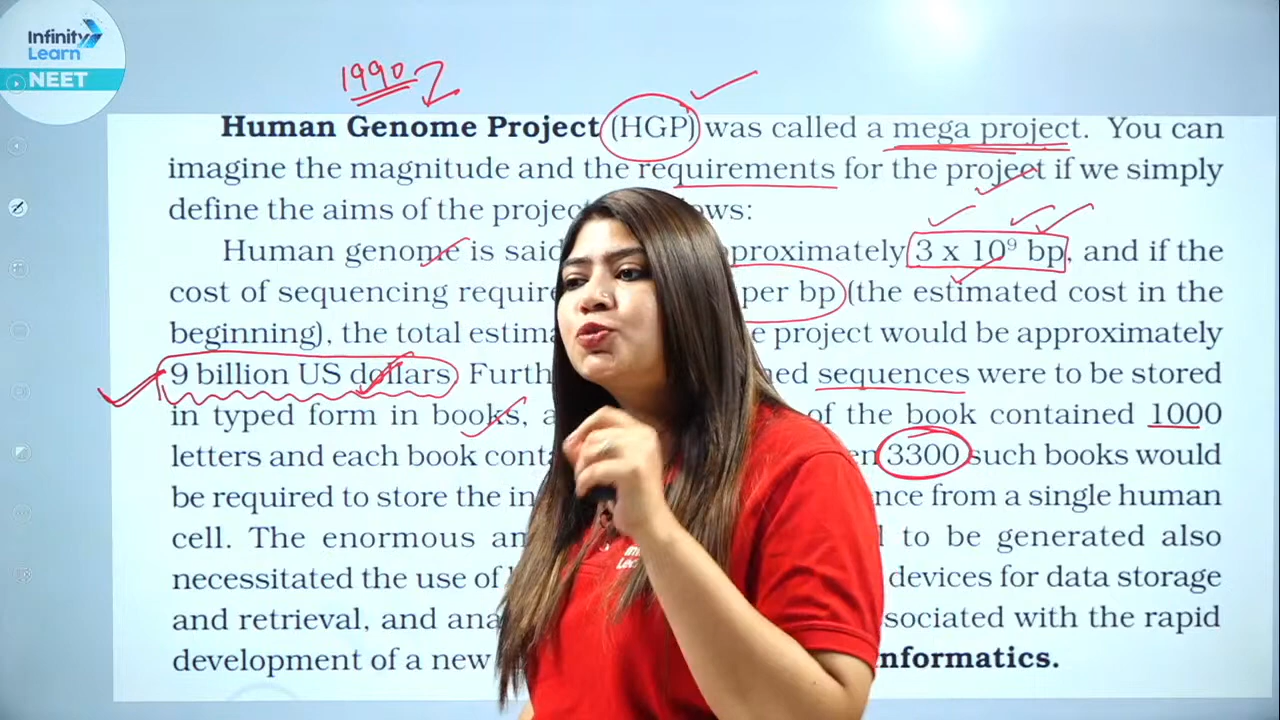 Infinity
Learn
NEET
1990
Human Genome Project (HGP) was called a mega project. You can
imagine the magnitude and the requirements for the project if we simply
define the aims of the project ows:
Human genome is said proximately 3 x 10⁹ bp, and if the
cost of sequencing require per bp (the estimated cost in the
beginning), the total estima e project would be approximately
9 billion US dollars. Furth ned sequences were to be stored
in typed form in books, a of the book contained 1000
letters and each book conta en 3300 such books would
be required to store the in nce from a single human
cell. The enormous am l to be generated also
necessitated the use of devices for data storage
and retrieval, and ana sociated with the rapid
development of a new nformatics.